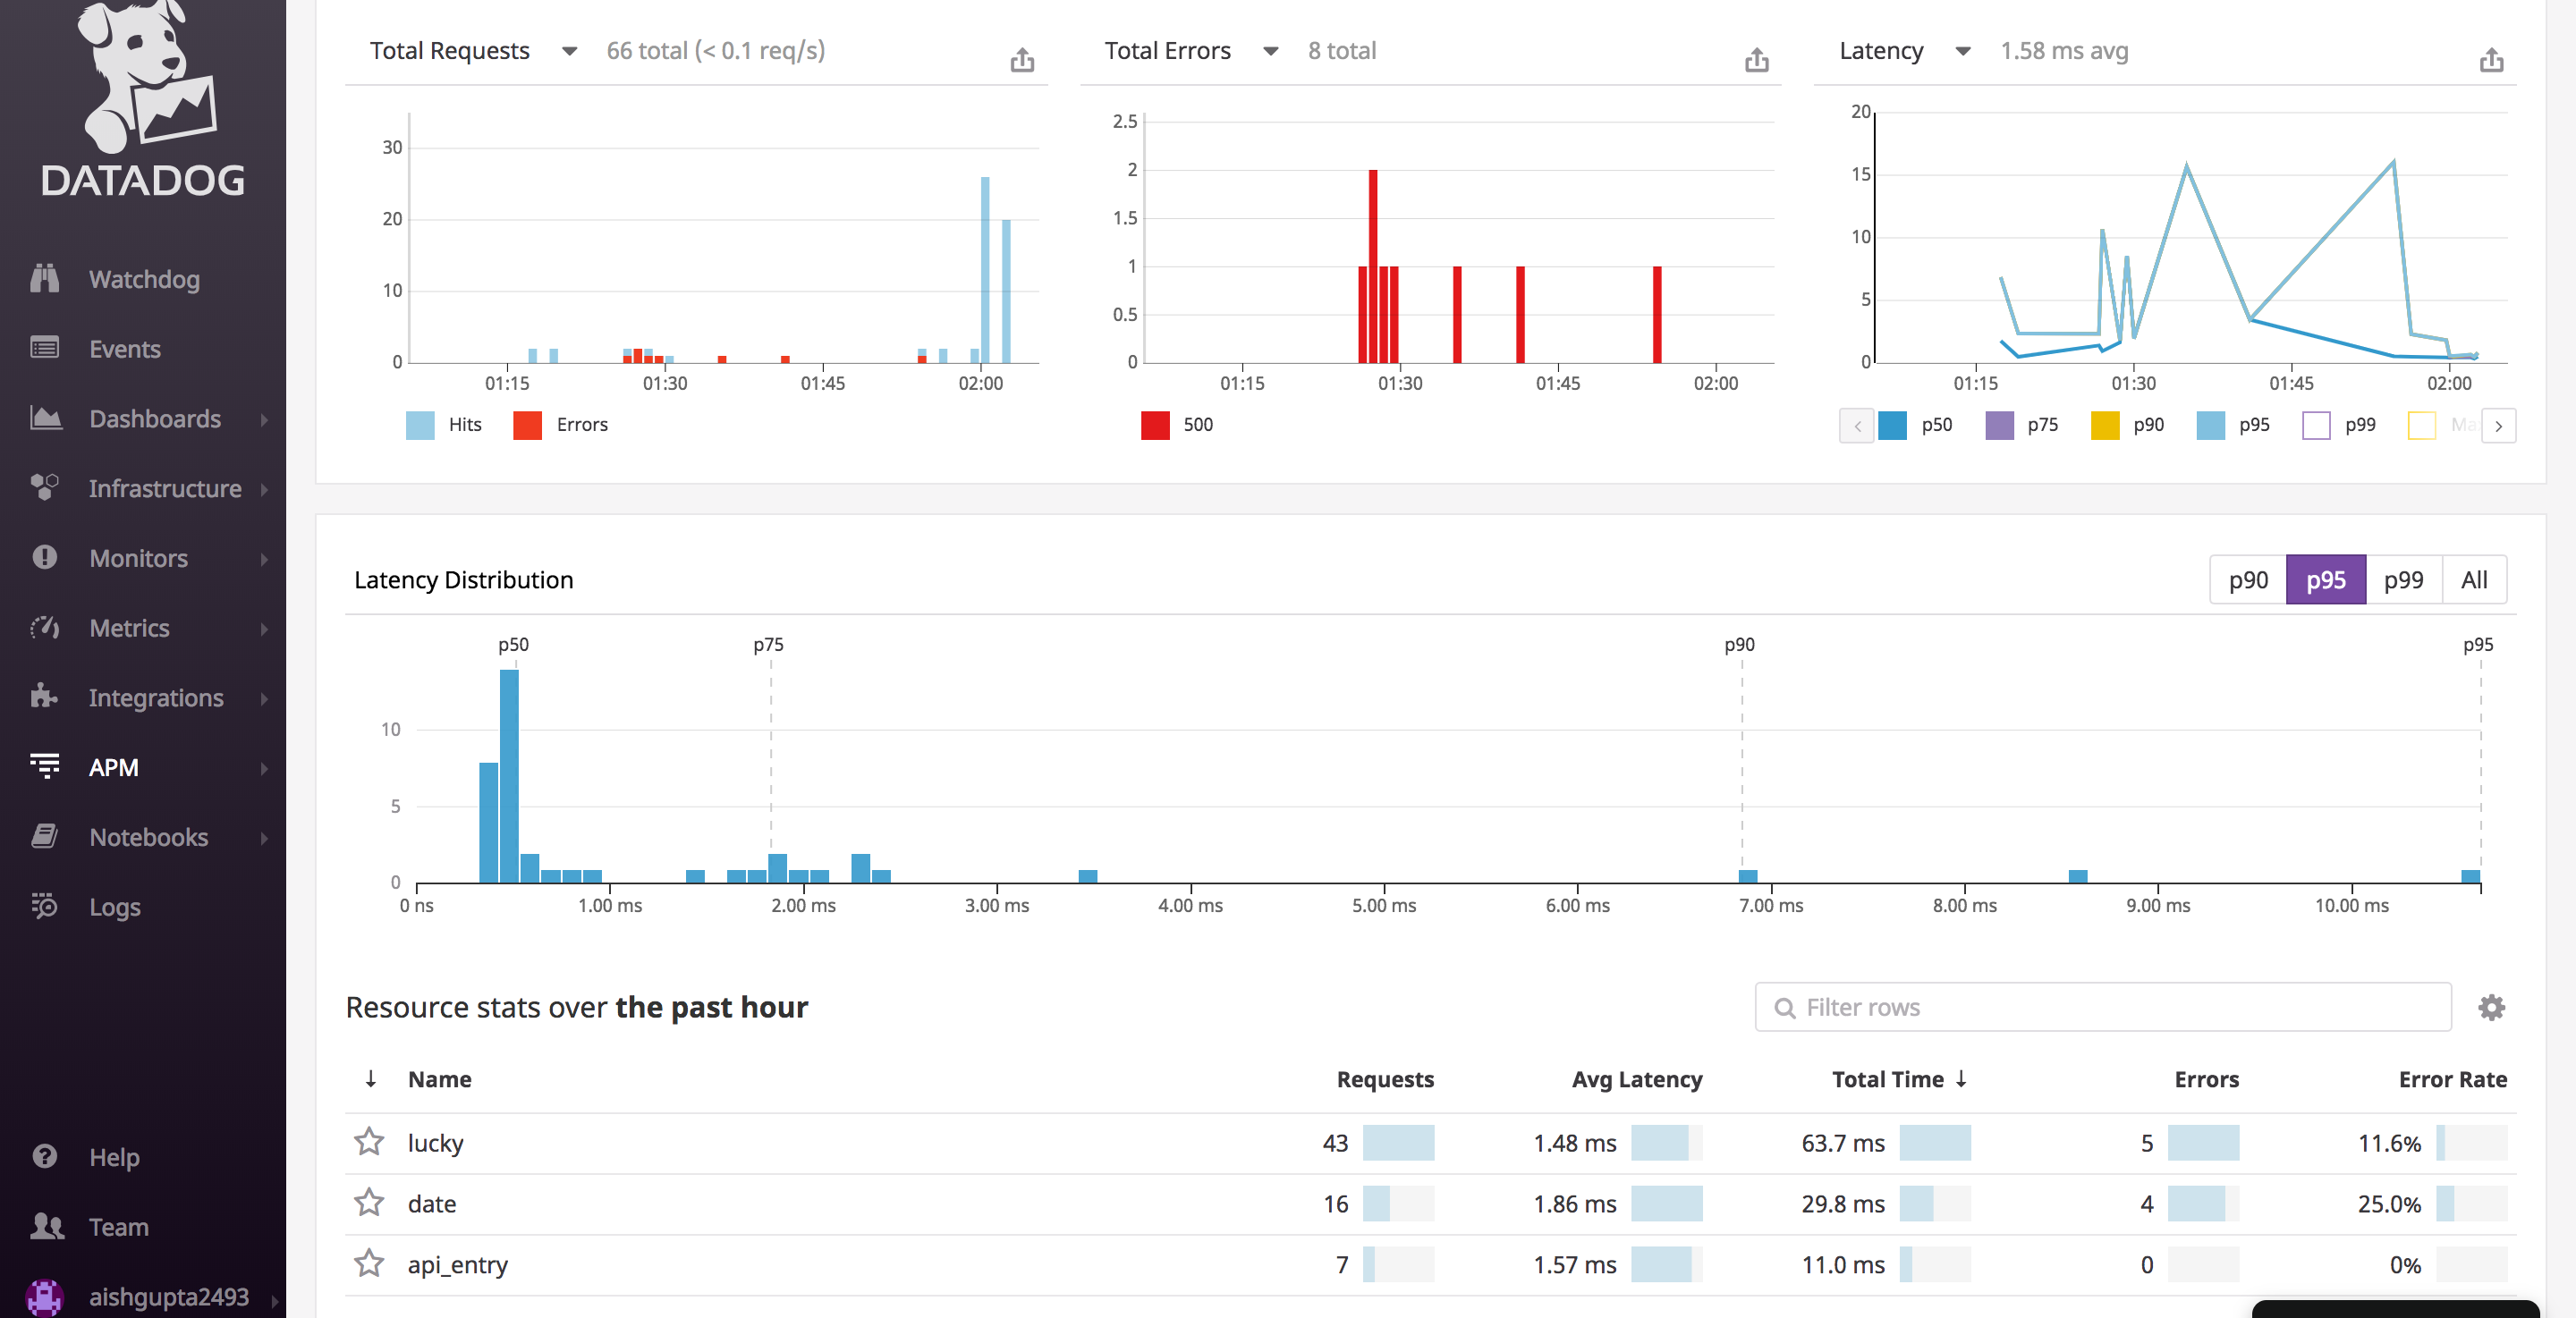 DATADOG
Watchdog
Events
Dashboards
Infrastructure
Monitors
Metrics
Integrations
APM
Notebooks
Logs
Help
Team
aishgupta2493
Total Requests 66 total (< 0.1 req/s)
30
20
10
0
01:15 01:30 01:45 02:00
Hits Errors
Total Errors 8 total
2.5
2
1.5
1
0.5
0
01:15 01:30 01:45 02:00
500
Latency 1.58 ms avg
20
15
10
5
0
01:15 01:30 01:45 02:00
p50 p75 p90 p95 p99 Ma
Latency Distribution
p90 p95 p99 All
p50 p75 p90 p95
10
5
0
0 ns 1.00 ms 2.00 ms 3.00 ms 4.00 ms 5.00 ms 6.00 ms 7.00 ms 8.00 ms 9.00 ms 10.00 ms
Resource stats over the past hour
Filter rows
Name Requests Avg Latency Total Time Errors Error Rate
lucky 43 1.48 ms 63.7 ms 5 11.6%
date 16 1.86 ms 29.8 ms 4 25.0%
api_entry 7 1.57 ms 11.0 ms 0 0%